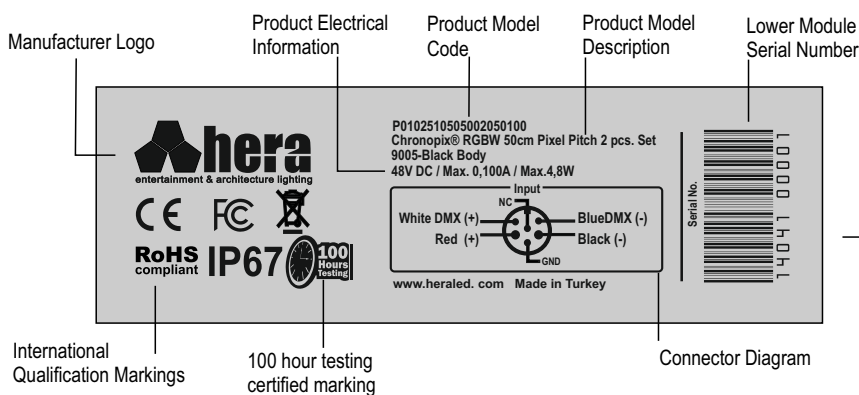 Manufacturer Logo
Product Electrical
Information
Product Model
Code
Product Model
Description
Lower Module
Serial Number
hera
entertainment & architecture lighting
CE FC
RoHS
compliant
IP67
100
Hours
Testing
P0102510505002050100
Chronopix® RGBW 50cm Pixel Pitch 2 pcs. Set
9005-Black Body
48V DC / Max. 0,100A / Max.4,8W
Input
NC
White DMX (+)
BlueDMX (-)
Red (+)
Black (-)
GND
www.heraled. com Made in Turkey
Serial No.
10000 14041
International
Qualification Markings
100 hour testing
certified marking
Connector Diagram